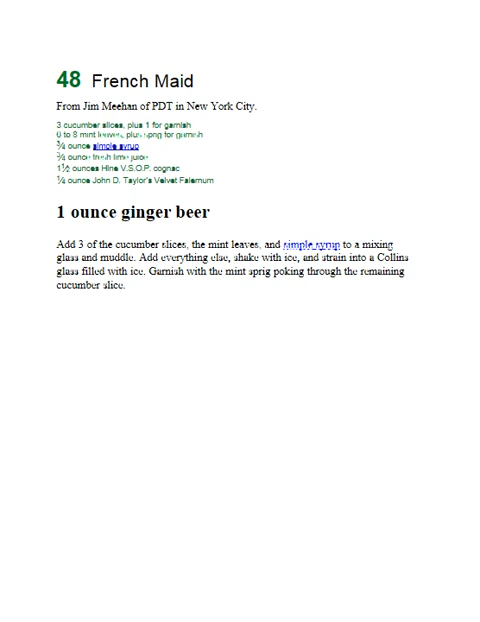 48 French Maid
From Jim Meehan of PDT in New York City.
3 cucumber slices, plus 1 for garnish
6 to 8 mint leaves, plus sprig for garnish
¾ ounce simple syrup
¾ ounce fresh lime juice
1½ ounces Hine V.S.O.P. cognac
¼ ounce John D. Taylor's Velvet Falernum
1 ounce ginger beer
Add 3 of the cucumber slices, the mint leaves, and simple syrup to a mixing
glass and muddle. Add everything else, shake with ice, and strain into a Collins
glass filled with ice. Garnish with the mint sprig poking through the remaining
cucumber slice.